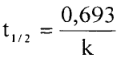 t1/2 = 0,693 / k